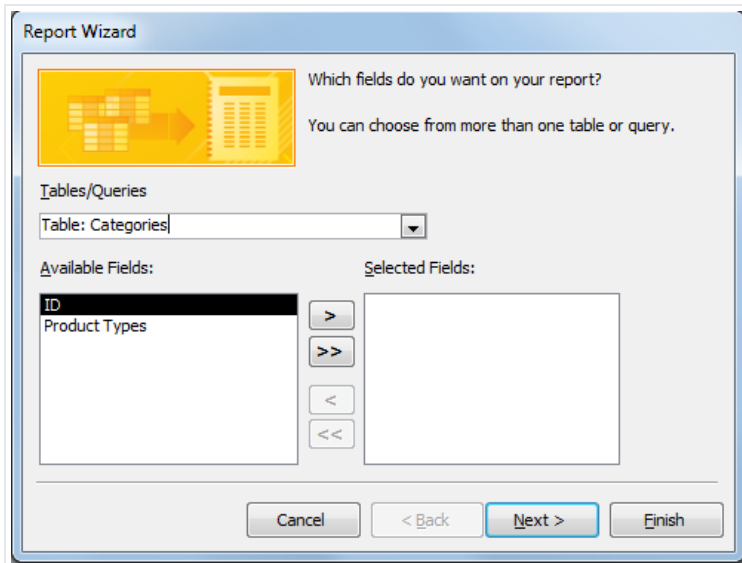 Report Wizard
Which fields do you want on your report?
You can choose from more than one table or query.
Tables/Queries
Table: Categories
Available Fields:
Selected Fields:
ID
Product Types
>
>>
<
<<
Cancel
< Back
Next >
Finish